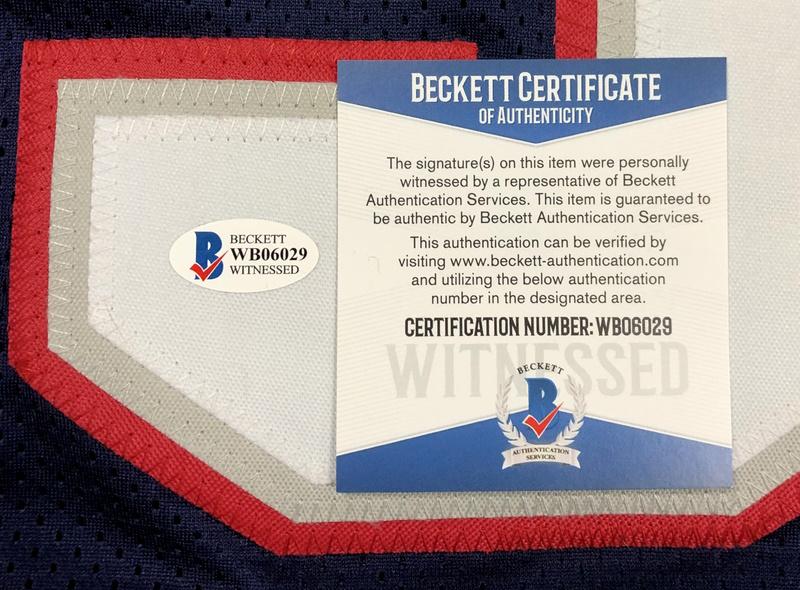 BECKETT
WB06029
WITNESSED
BECKETT CERTIFICATE
OF AUTHENTICITY
The signature(s) on this item were personally
witnessed by a representative of Beckett
Authentication Services. This item is guaranteed to
be authentic by Beckett Authentication Services.
This authentication can be verified by
visiting www.beckett-authentication.com
and utilizing the below authentication
number in the designated area.
CERTIFICATION NUMBER: WB06029
WITNESSED
BECKETT
B
AUTHENTICATION
SERVICES